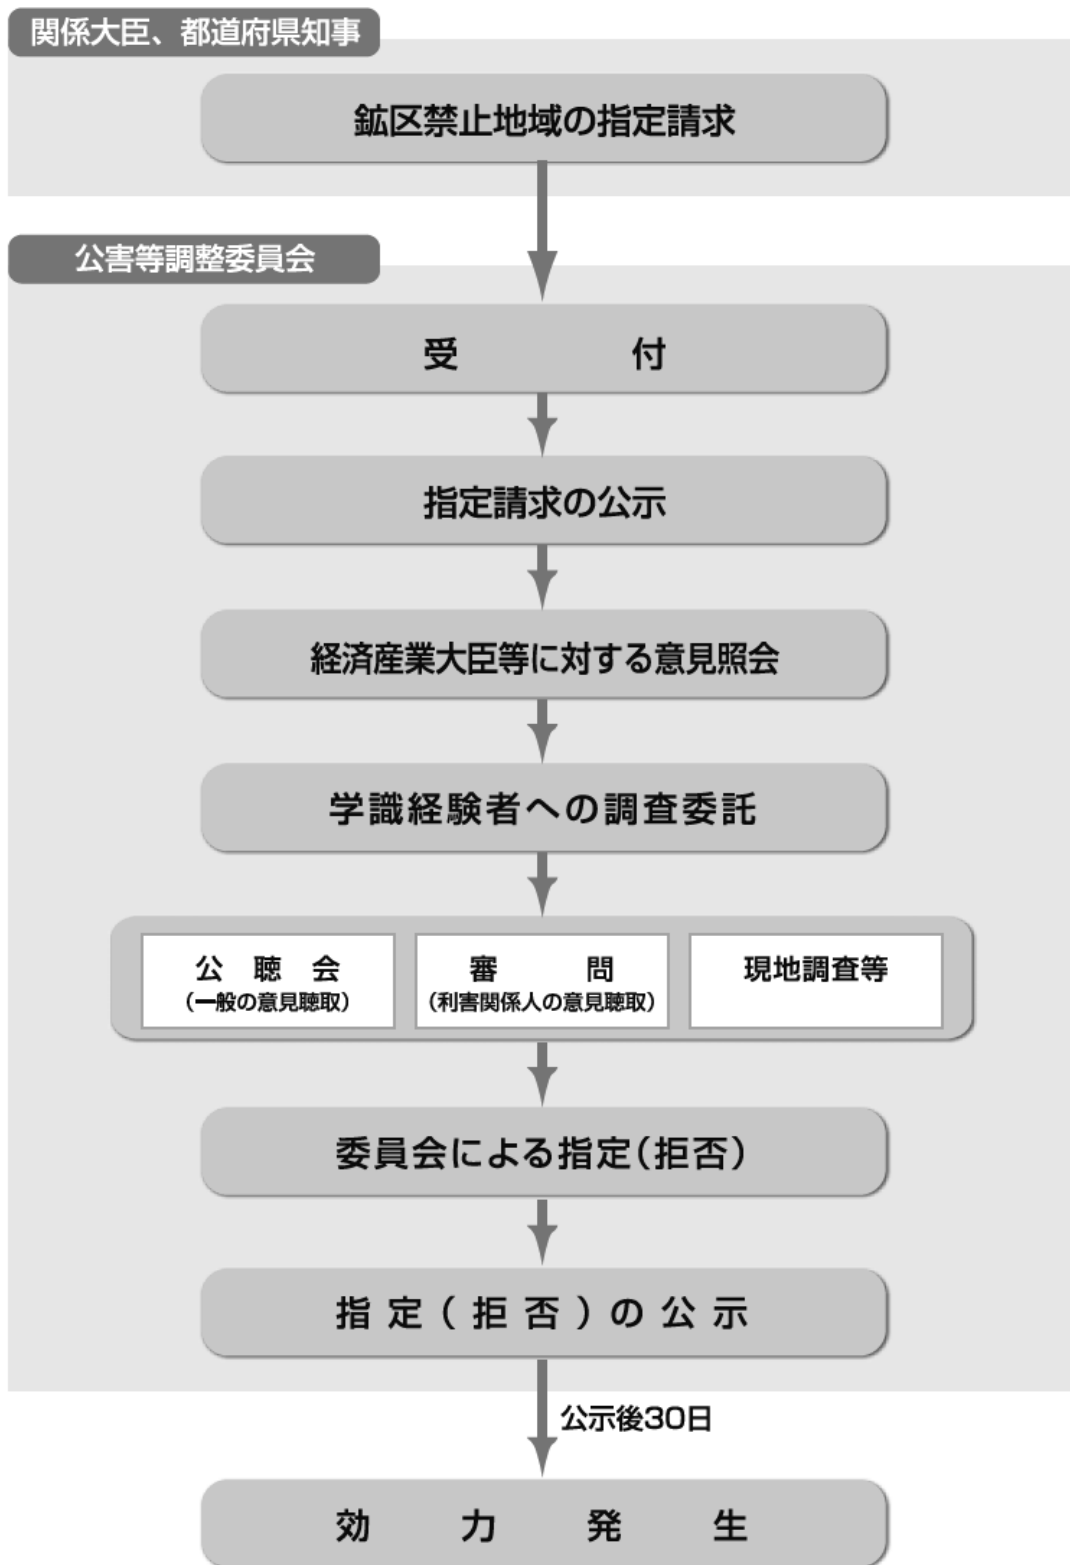 関係大臣、都道府県知事
鉱区禁止地域の指定請求
公害等調整委員会
受付
指定請求の公示
経済産業大臣等に対する意見照会
学識経験者への調査委託
公聴会
(一般の意見聴取)
審問
(利害関係人の意見聴取)
現地調査等
委員会による指定(拒否)
指定(拒否)の公示
公示後30日
効力発生